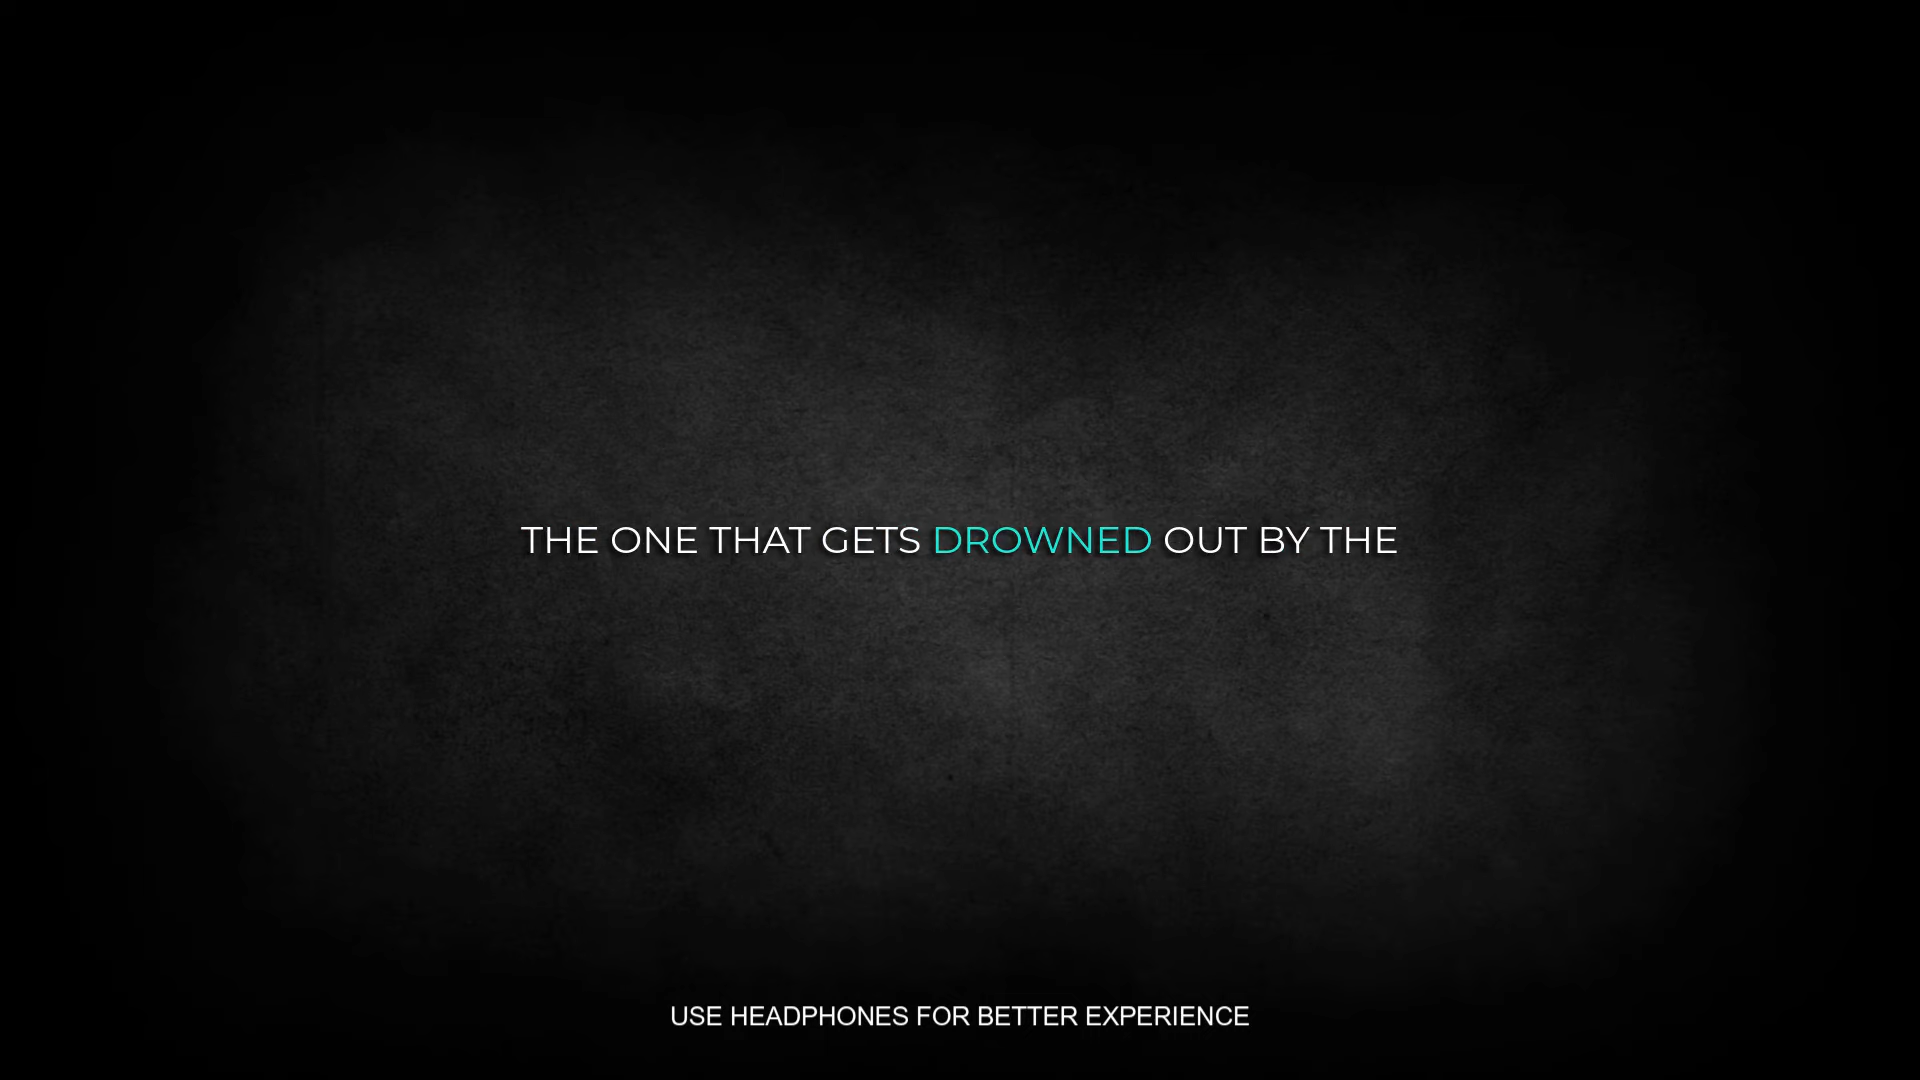 THE ONE THAT GETS DROWNED OUT BY THE
USE HEADPHONES FOR BETTER EXPERIENCE